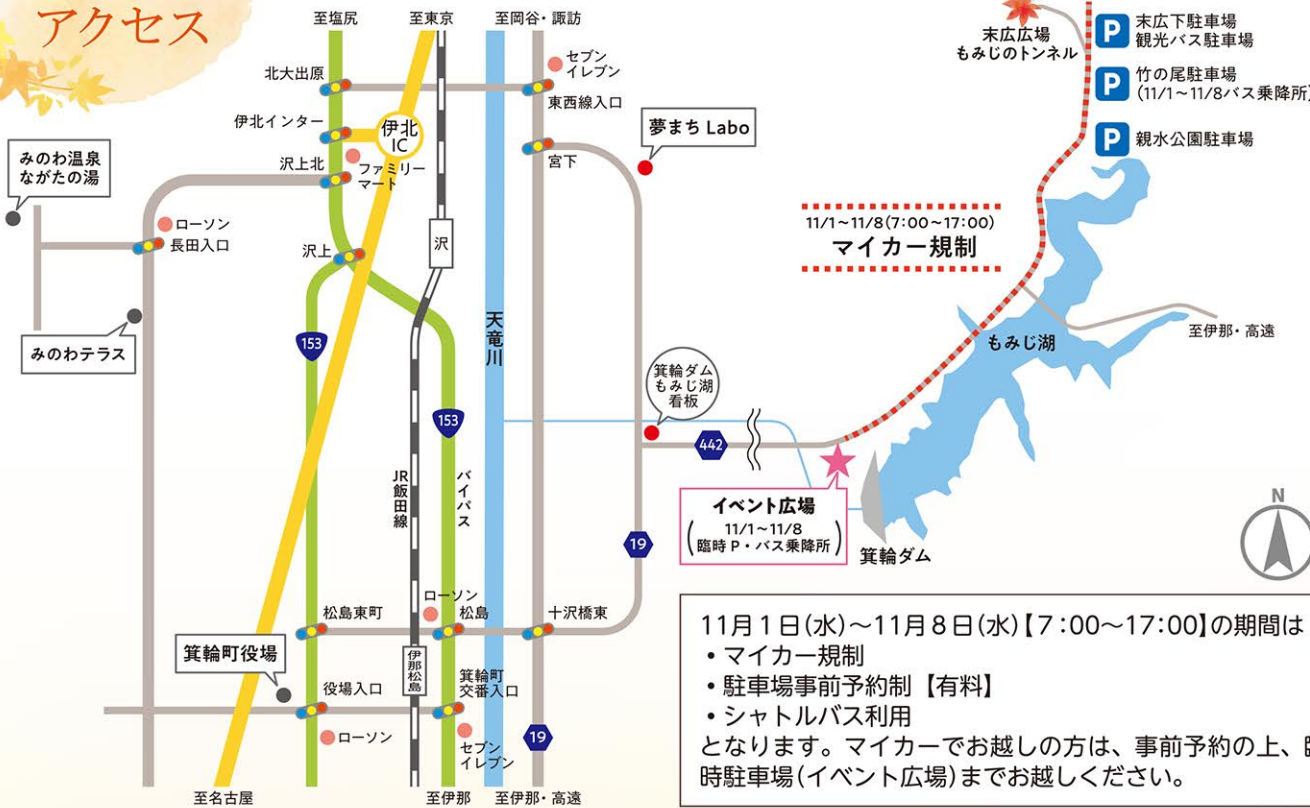 アクセス
至塩尻
至東京
至岡谷・諏訪
北大出原
セブン
イレブン
東西線入口
伊北インター
伊北
IC
宮下
沢上北
ファミリー
マート
夢まち Labo
末広広場
もみじのトンネル
P
末広下駐車場
観光バス駐車場
P
竹の尾駐車場
(11/1~11/8バス乗降所)
P
親水公園駐車場
みのわ温泉
ながたの湯
ローソン
長田入口
沢上
沢
11/1~11/8(7:00~17:00)
マイカー規制
みのわテラス
153
天竜川
もみじ湖
至伊那・高遠
箕輪ダム
もみじ湖
看板
153
442
JR飯田線
バイパス
イベント広場
11/1~11/8
臨時 P・バス乗降所
箕輪ダム
19
N
松島東町
ローソン
松島
十沢橋東
箕輪町役場
伊那松島
役場入口
箕輪町
交番入口
ローソン
セブン
イレブン
19
至名古屋
至伊那
至伊那・高遠
11月1日(水)~11月8日(水)【7:00~17:00】の期間は
・マイカー規制
・駐車場事前予約制【有料】
・シャトルバス利用
となります。マイカーでお越しの方は、事前予約の上、臨
時駐車場(イベント広場)までお越しください。